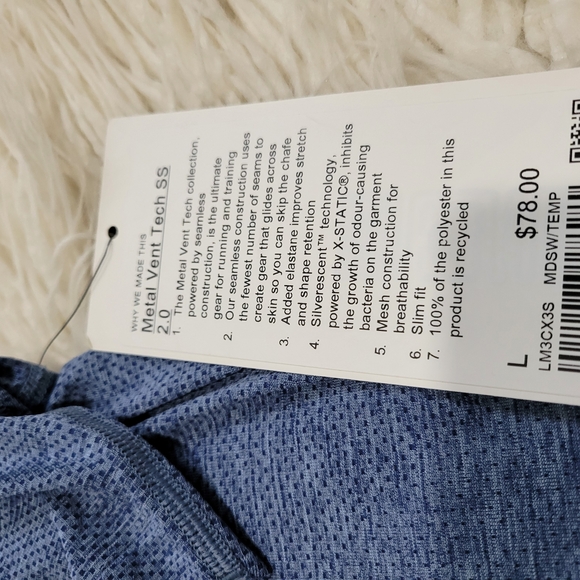 WHY WE MADE THIS
Metal Vent Tech SS
2.0
1. The Metal Vent Tech collection,
powered by seamless
construction, is the ultimate
gear for running and training
2. Our seamless construction uses
the fewest number of seams to
create gear that glides across
skin so you can skip the chafe
3. Added elastane improves stretch
and shape retention
4. Silverescent™ technology,
powered by X-STATIC®, inhibits
the growth of odour-causing
bacteria on the garment
5. Mesh construction for
breathability
6. Slim fit
7. 100% of the polyester in this
product is recycled
L $78.00
LM3CX3S MDSW/TEMP